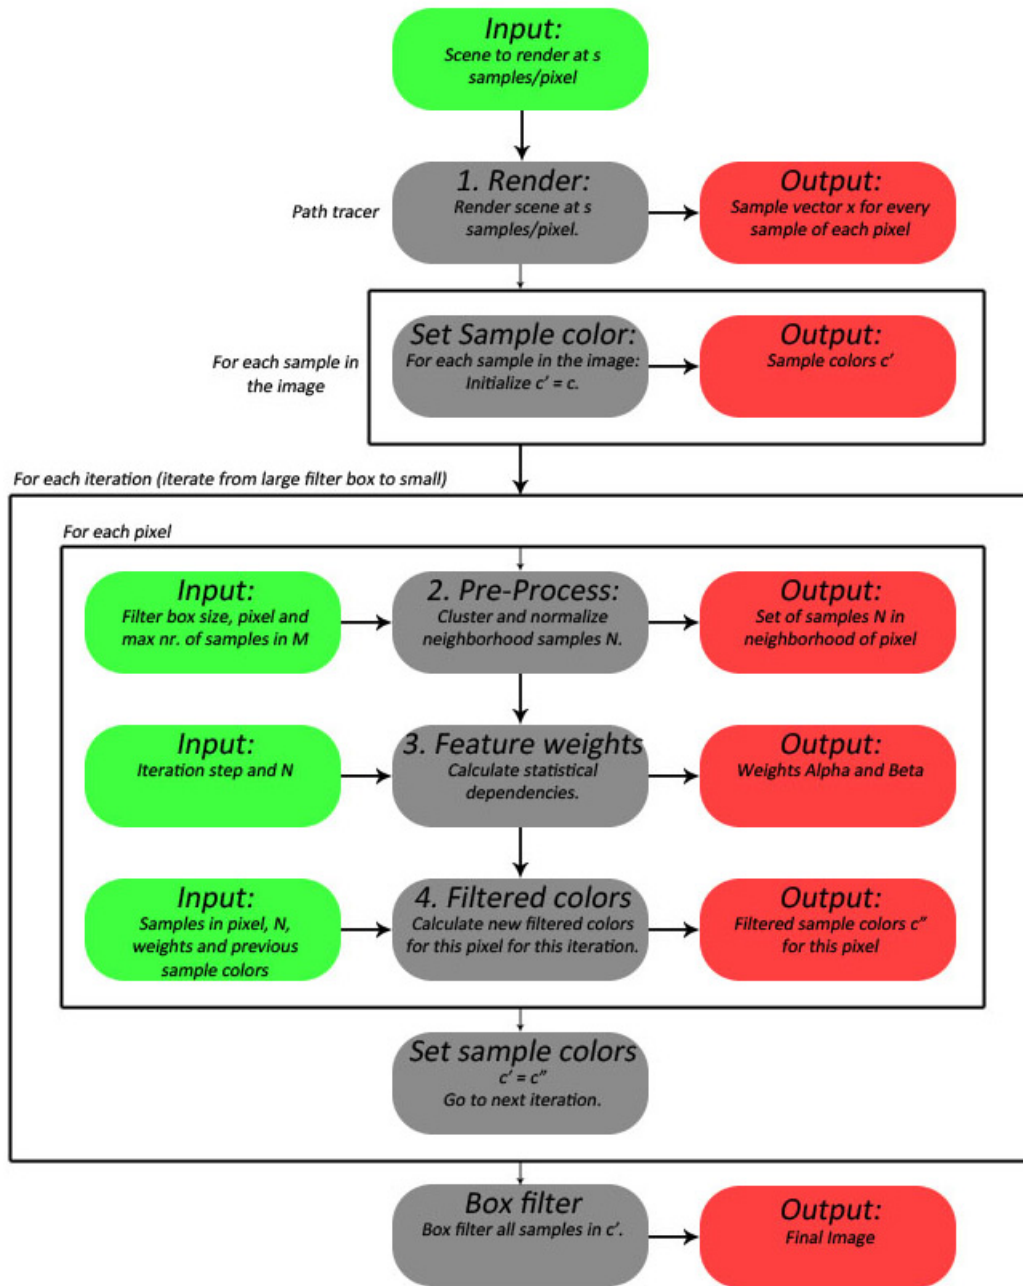 Input:
Scene to render at s
samples/pixel
Path tracer
1. Render:
Render scene at s
samples/pixel.
Output:
Sample vector x for every
sample of each pixel
For each sample in
the image
Set Sample color:
For each sample in the image:
Initialize c' = c.
Output:
Sample colors c'
For each iteration (iterate from large filter box to small)
For each pixel
Input:
Filter box size, pixel and
max nr. of samples in M
2. Pre-Process:
Cluster and normalize
neighborhood samples N.
Output:
Set of samples N in
neighborhood of pixel
Input:
Iteration step and N
3. Feature weights
Calculate statistical
dependencies.
Output:
Weights Alpha and Beta
Input:
Samples in pixel, N,
weights and previous
sample colors
4. Filtered colors
Calculate new filtered colors
for this pixel for this iteration.
Output:
Filtered sample colors c″
for this pixel
Set sample colors
c' = c″
Go to next iteration.
Box filter
Box filter all samples in c'.
Output:
Final Image